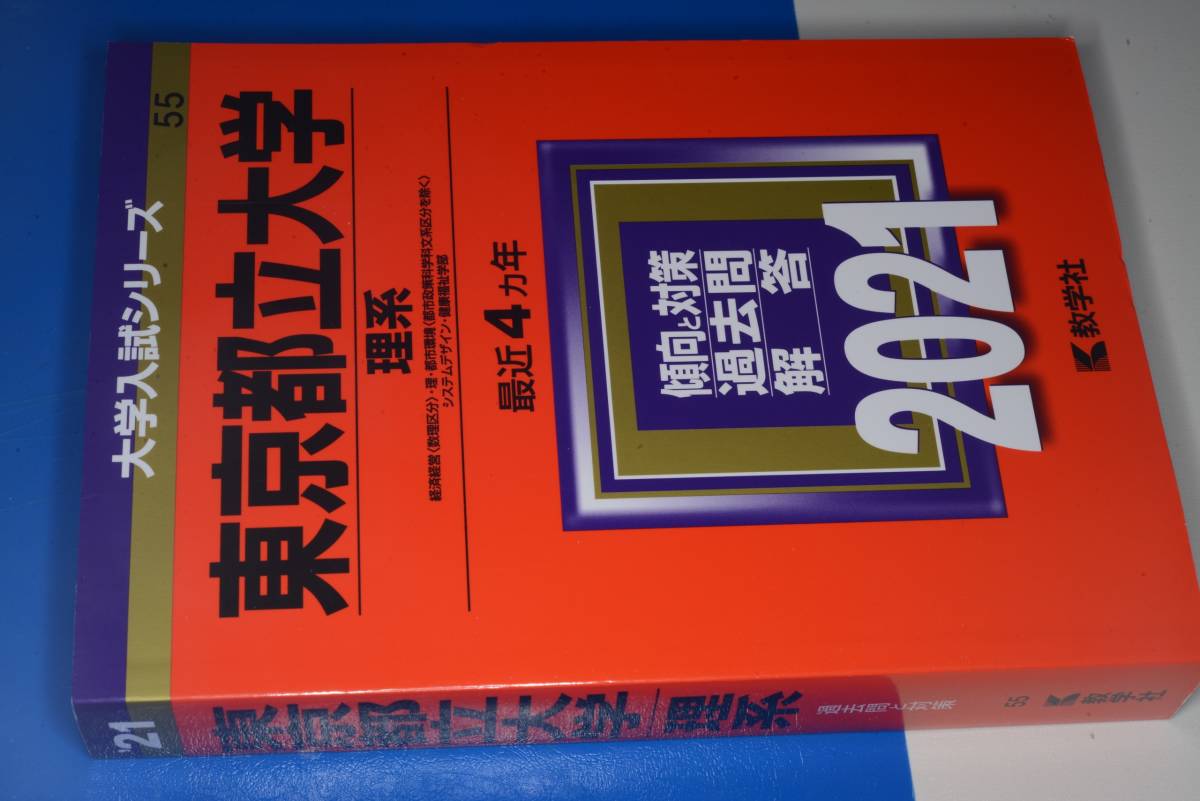 大学入試シリーズ
55
東京都立大学
理系
経済経営〈数理区分〉・理・都市環境〈都市政策科学科文系区分を除く〉
システムデザイン・健康福祉学部
最近4カ年
傾向と対策
過去問
解答
2021
教学社
'21
東京都立大学
理系
過去問と対策
55
教学社